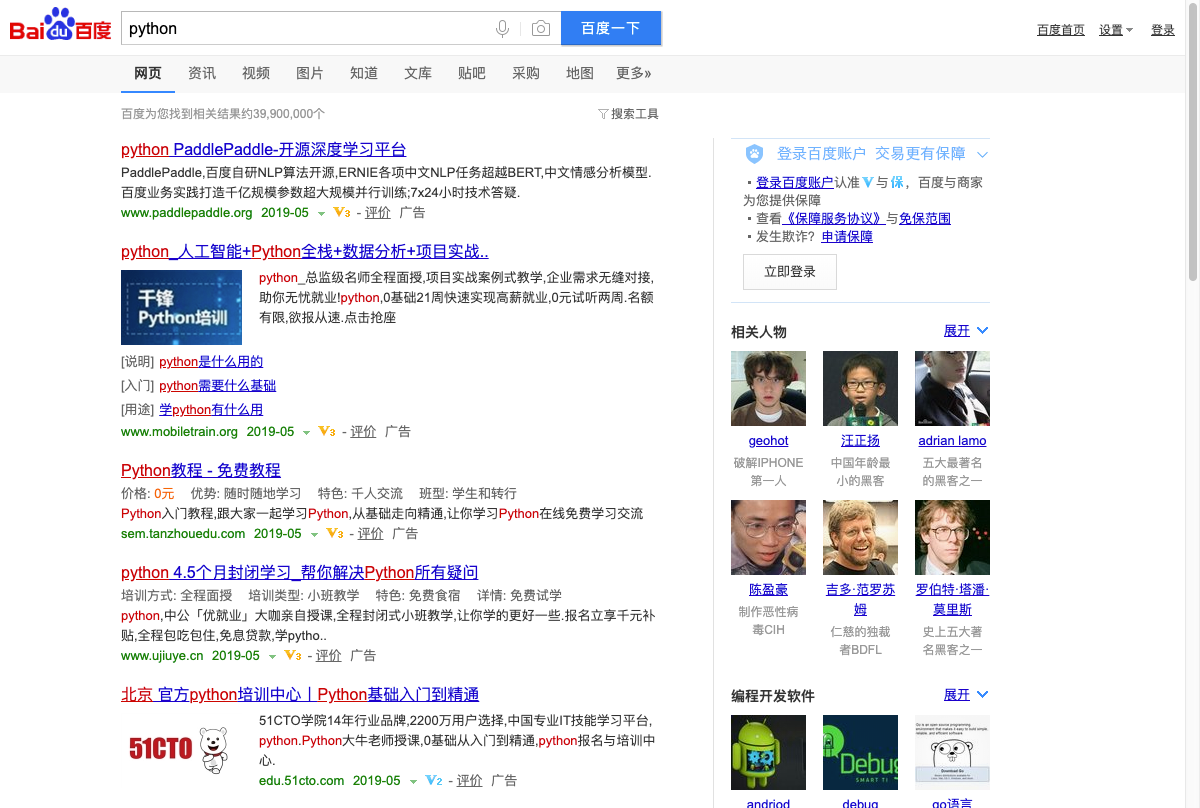 Bai du 百度
python
百度一下
百度首页 设置 登录
网页 资讯 视频 图片 知道 文库 贴吧 采购 地图 更多»
百度为您找到相关结果约39,900,000个
搜索工具
python PaddlePaddle-开源深度学习平台
PaddlePaddle,百度自研NLP算法开源,ERNIE各项中文NLP任务超越BERT,中文情感分析模型.
百度业务实践打造千亿规模参数超大规模并行训练;7x24小时技术答疑.
www.paddlepaddle.org 2019-05 V3 - 评价 广告
python_人工智能+Python全栈+数据分析+项目实战..
千锋
Python培训
python_总监级名师全程面授,项目实战案例式教学,企业需求无缝对接,
助你无忧就业!python,0基础21周快速实现高薪就业,0元试听两周.名额
有限,欲报从速.点击抢座
[说明] python是什么用的
[入门] python需要什么基础
[用途] 学python有什么用
www.mobiletrain.org 2019-05 V3 - 评价 广告
Python教程 - 免费教程
价格: 0元 优势: 随时随地学习 特色: 千人交流 班型: 学生和转行
Python入门教程,跟大家一起学习Python,从基础走向精通,让你学习Python在线免费学习交流
sem.tanzhouedu.com 2019-05 V3 - 评价 广告
python 4.5个月封闭学习_帮你解决Python所有疑问
培训方式: 全程面授 培训类型: 小班教学 特色: 免费食宿 详情: 免费试学
python,中公「优就业」大咖亲自授课,全程封闭式小班教学,让你学的更好一些.报名立享千元补
贴,全程包吃包住,免息贷款,学pytho..
www.ujiuye.cn 2019-05 V3 - 评价 广告
北京 官方python培训中心丨Python基础入门到精通
51CTO
51CTO学院14年行业品牌,2200万用户选择,中国专业IT技能学习平台,
python.Python大牛老师授课,0基础从入门到精通,python报名与培训中
心.
edu.51cto.com 2019-05 V2 - 评价 广告
登录百度账户 交易更有保障
·登录百度账户认准V与保，百度与商家
为您提供保障
·查看《保障服务协议》与免保范围
·发生欺诈？申请保障
立即登录
相关人物 展开
geohot 汪正扬 adrian lamo
破解IPHONE 中国年龄最 五大最著名
第一人 小的黑客 的黑客之一
陈盈豪 吉多·范罗苏 罗伯特·塔潘·
姆 莫里斯
制作恶性病 仁慈的独裁 史上五大著
毒CIH 者BDFL 名黑客之一
编程开发软件 展开
Debug
SMART TI
Go is an open source programming
environment that makes it easy to build simple,
reliable, and efficient software.
Download Go
andriod debug go语言